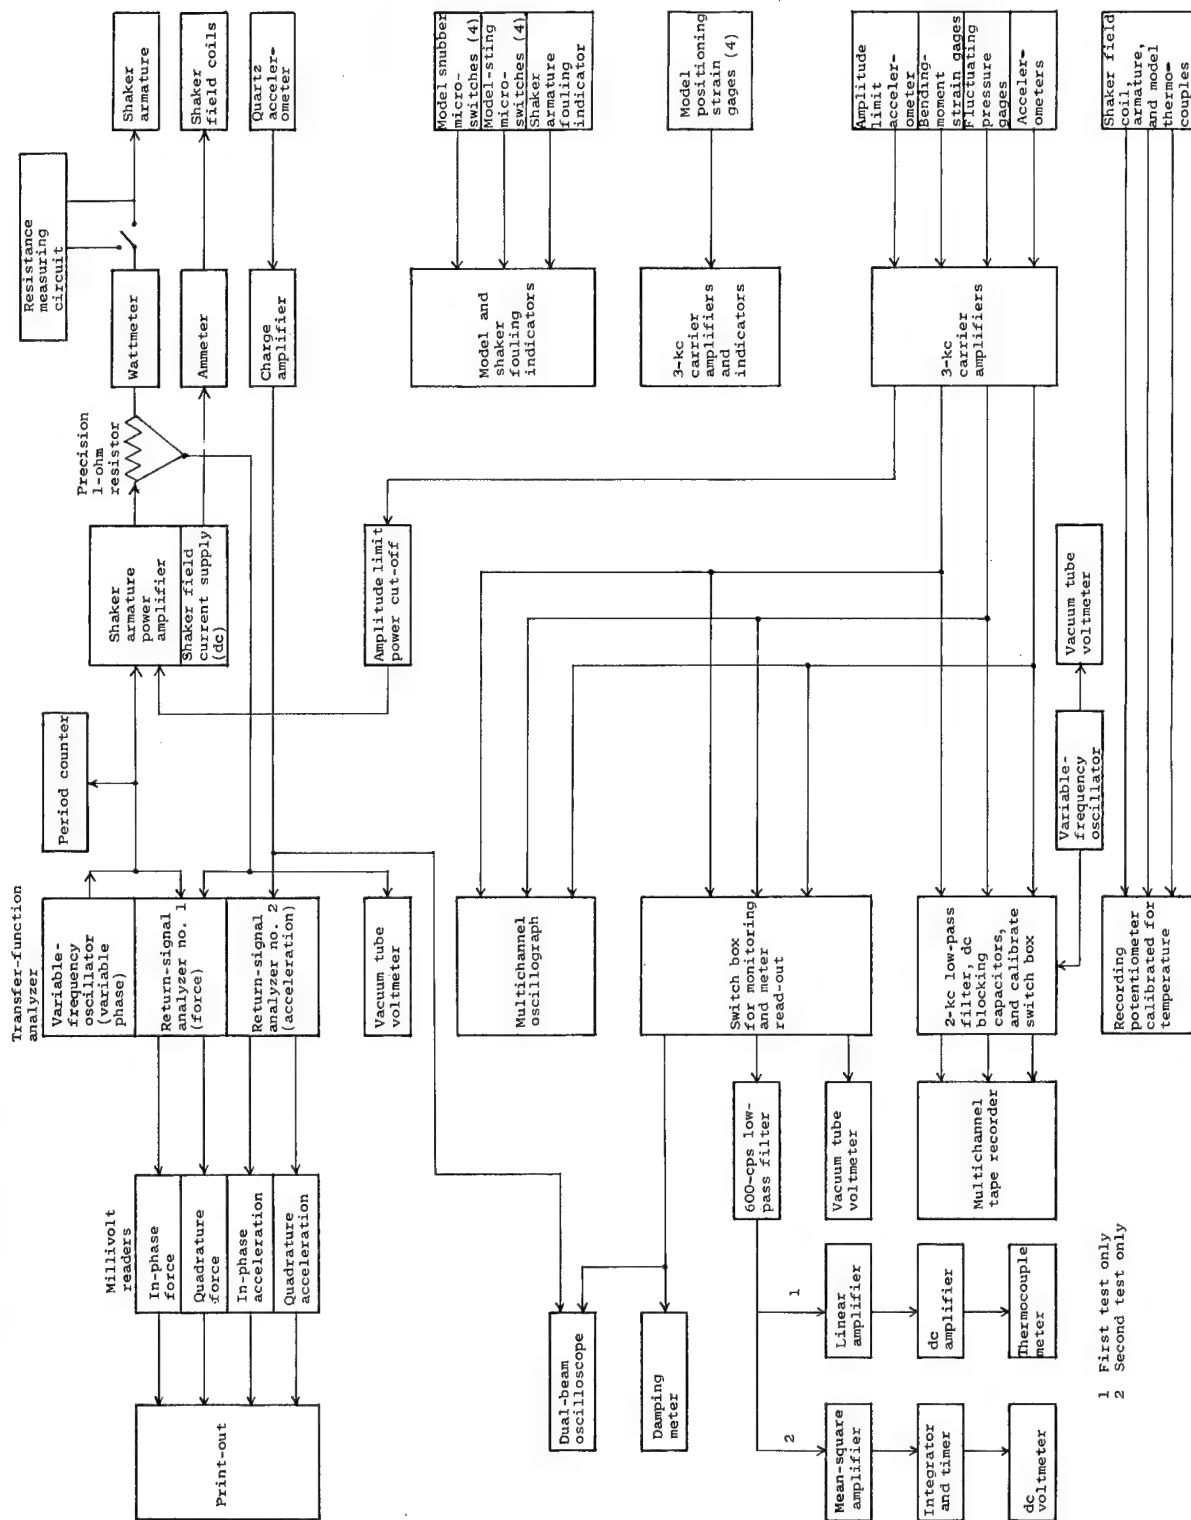 Shaker
armature
Shaker
field coils
Quartz
acceler-
ometer
Model snubber
micro-
switches (4)
Model-sting
micro-
switches (4)
Shaker
armature
fouling
indicator
Model
positioning
strain
gages (4)
Amplitude
limit
acceler-
ometer
Bending-
moment
strain gages
Fluctuating
pressure
gages
Acceler-
ometers
Shaker field
coil,
armature,
and model
thermo-
couples
Resistance
measuring
circuit
Wattmeter
Ammeter
Charge
amplifier
Model and
shaker
fouling
indicators
3-kc
carrier
amplifiers
and
indicators
3-kc
carrier
amplifiers
Precision
1-ohm
resistor
Shaker
armature
power
amplifier
Shaker field
current supply
(dc)
Amplitude limit
power cut-off
Vacuum tube
voltmeter
Period counter
Variable-
frequency
oscillator
Transfer-function
analyzer
Variable-
frequency
oscillator
(variable
phase)
Return-signal
analyzer no. 1
(force)
Return-signal
analyzer no. 2
(acceleration)
Vacuum tube
voltmeter
Multichannel
oscillograph
Switch box
for monitoring
and meter
read-out
2-kc low-pass
filter, dc
blocking
capacitors,
and calibrate
switch box
Recording
potentiometer
calibrated for
temperature
Millivolt
readers
In-phase
force
Quadrature
force
In-phase
acceleration
Quadrature
acceleration
600-cps low-
pass filter
Vacuum tube
voltmeter
Multichannel
tape recorder
Print-out
Dual-beam
oscilloscope
Damping
meter
1
Linear
amplifier
dc
amplifier
Thermocouple
meter
2
Mean-square
amplifier
Integrator
and timer
dc
voltmeter
1 First test only
2 Second test only